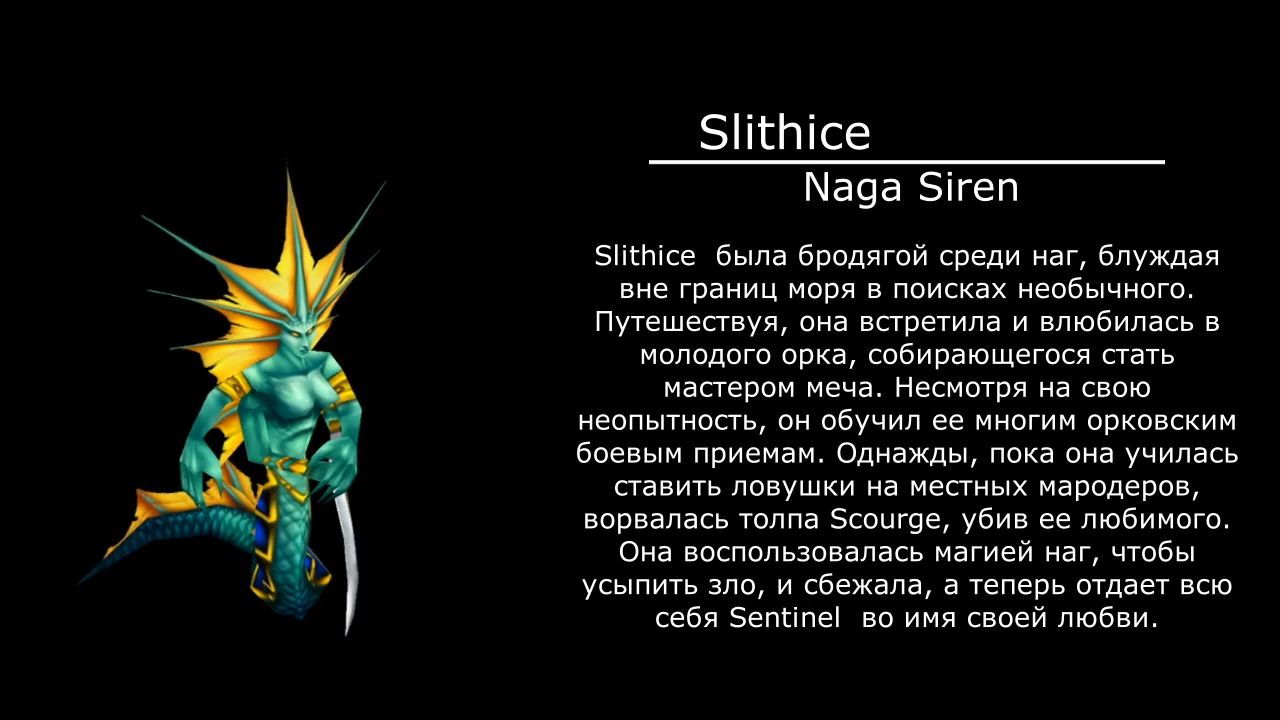 Slithice
Naga Siren
Slithice  была бродягой среди наг, блуждая
вне границ моря в поисках необычного.
Путешествуя, она встретила и влюбилась в
молодого орка, собирающегося стать
мастером меча. Несмотря на свою
неопытность, он обучил ее многим орковским
боевым приемам. Однажды, пока она училась
ставить ловушки на местных мародеров,
ворвалась толпа Scourge, убив ее любимого.
Она воспользовалась магией наг, чтобы
усыпить зло, и сбежала, а теперь отдает всю
себя Sentinel  во имя своей любви.